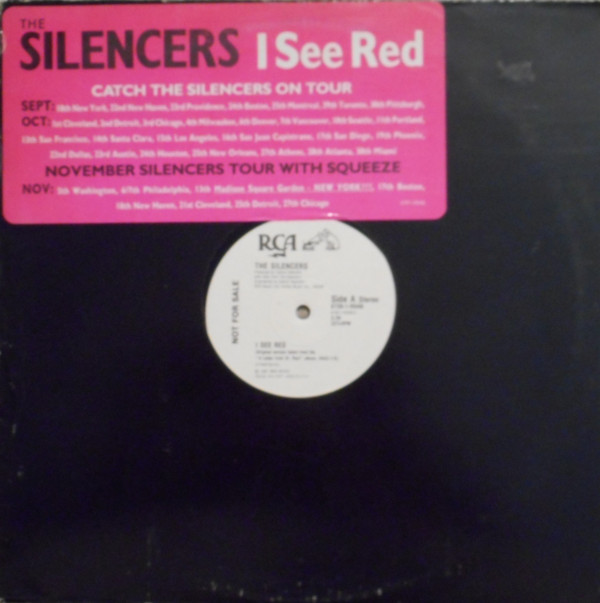 THE
SILENCERS I See Red
CATCH THE SILENCERS ON TOUR
SEPT: 18th New York, 22nd New Haven, 23rd Providence, 24th Boston, 25th Montreal, 29th Toronto, 30th Pittsburgh,
OCT: 1st Cleveland, 2nd Detroit, 3rd Chicago, 4th Milwaukee, 6th Denver, 7th Vancouver, 10th Seattle, 11th Portland,
13th San Francisco, 14th Santa Clara, 15th Los Angeles, 16th San Juan Capistrano, 17th San Diego, 19th Phoenix,
22nd Dallas, 23rd Austin, 24th Houston, 25th New Orleans, 27th Athens, 28th Atlanta, 30th Miami
NOVEMBER SILENCERS TOUR WITH SQUEEZE
NOV: 5th Washington, 6/7th Philadelphia, 13th Madison Square Garden - NEW YORK!!!, 17th Boston,
18th New Haven, 21st Cleveland, 25th Detroit, 27th Chicago
RCA
THE SILENCERS
NOT FOR SALE
Side A Stereo
I SEE RED